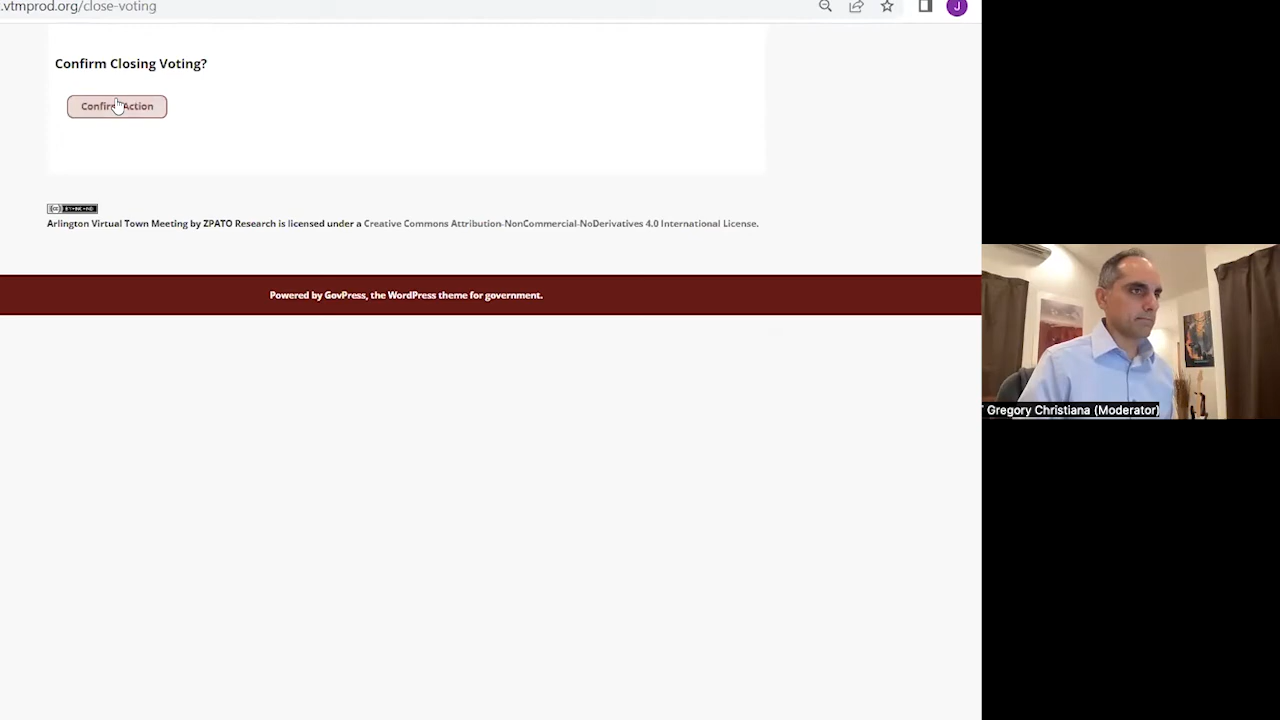 .vtmprod.org/close-voting
J
Confirm Closing Voting?
Confirm Action
Arlington Virtual Town Meeting by ZPATO Research is licensed under a Creative Commons Attribution-NonCommercial-NoDerivatives 4.0 International License.
Powered by GovPress, the WordPress theme for government.
Gregory Christiana (Moderator)